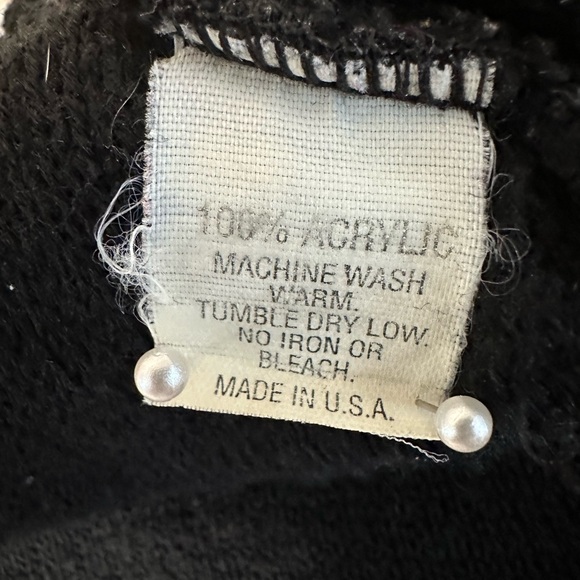 100% ACRYLIC
MACHINE WASH
WARM.
TUMBLE DRY LOW.
NO IRON OR
BLEACH.
MADE IN U.S.A.